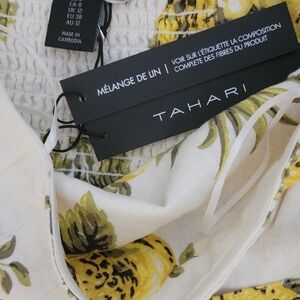 CA 8
UK 12
EU 38
AU 12
MADE IN
CAMBODIA
MÉLANGE DE LIN | VOIR SUR L'ÉTIQUETTE LA COMPOSITION
COMPLÈTE DES FIBRES DU PRODUIT
TAHARI